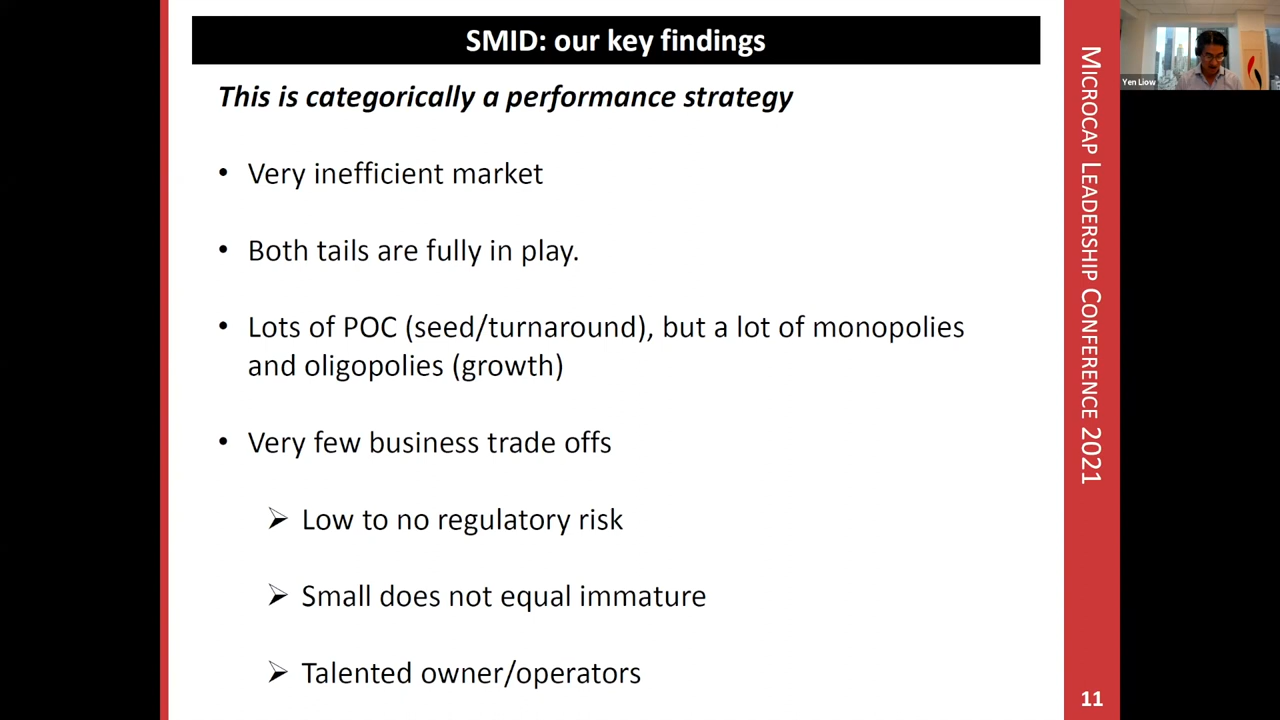 SMID: our key findings
This is categorically a performance strategy
• Very inefficient market
• Both tails are fully in play.
• Lots of POC (seed/turnaround), but a lot of monopolies
and oligopolies (growth)
• Very few business trade offs
➢ Low to no regulatory risk
➢ Small does not equal immature
➢ Talented owner/operators
MICROCAP LEADERSHIP CONFERENCE 2021
11
Yen Liow